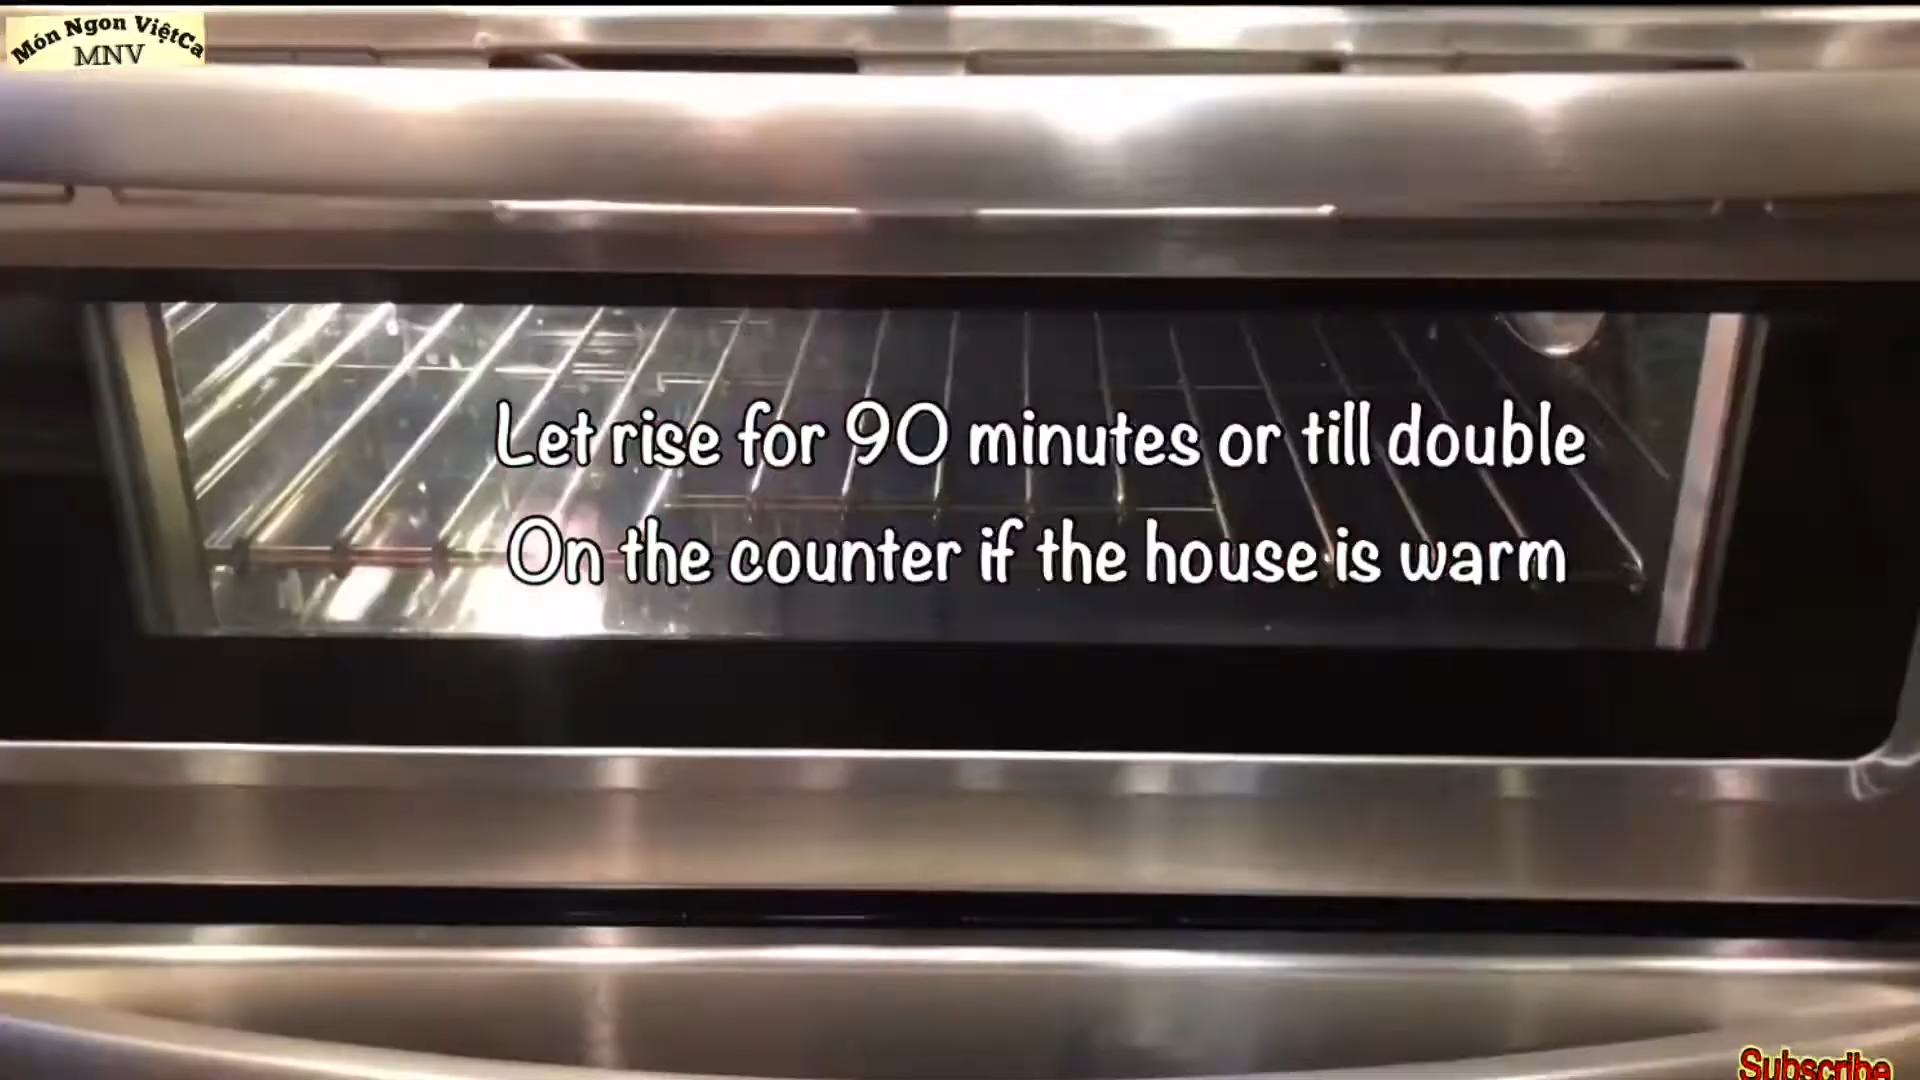 Món Ngon ViệtCa
MNV
Let rise for 90 minutes or till double
On the counter if the house is warm
Subscribe